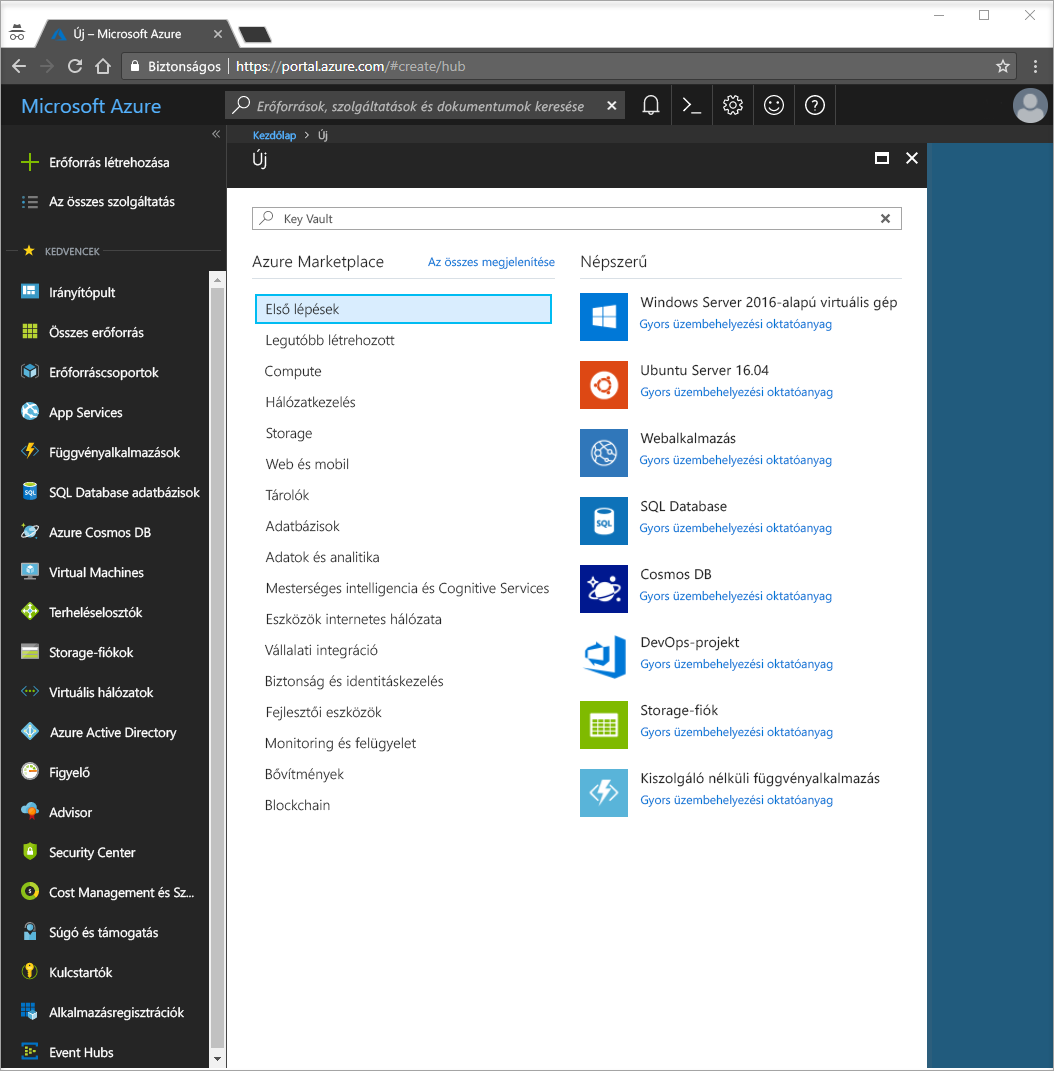 Új – Microsoft Azure
Biztonságos | https://portal.azure.com/#create/hub
Microsoft Azure
Erőforrások, szolgáltatások és dokumentumok keresése
Kezdőlap > Új
Erőforrás létrehozása
Az összes szolgáltatás
KEDVENCEK
Irányítópult
Összes erőforrás
Erőforráscsoportok
App Services
Függvényalkalmazások
SQL Database adatbázisok
Azure Cosmos DB
Virtual Machines
Terheléselosztók
Storage-fiókok
Virtuális hálózatok
Azure Active Directory
Figyelő
Advisor
Security Center
Cost Management és Sz...
Súgó és támogatás
Kulcstartók
Alkalmazásregisztrációk
Event Hubs
Új
Key Vault
Azure Marketplace
Az összes megjelenítése
Első lépések
Legutóbb létrehozott
Compute
Hálózatkezelés
Storage
Web és mobil
Tárolók
Adatbázisok
Adatok és analitika
Mesterséges intelligencia és Cognitive Services
Eszközök internetes hálózata
Vállalati integráció
Biztonság és identitáskezelés
Fejlesztői eszközök
Monitoring és felügyelet
Bővítmények
Blockchain
Népszerű
Windows Server 2016-alapú virtuális gép
Gyors üzembehelyezési oktatóanyag
Ubuntu Server 16.04
Gyors üzembehelyezési oktatóanyag
Webalkalmazás
Gyors üzembehelyezési oktatóanyag
SQL
SQL Database
Gyors üzembehelyezési oktatóanyag
Cosmos DB
Gyors üzembehelyezési oktatóanyag
DevOps-projekt
Gyors üzembehelyezési oktatóanyag
Storage-fiók
Gyors üzembehelyezési oktatóanyag
Kiszolgáló nélküli függvényalkalmazás
Gyors üzembehelyezési oktatóanyag